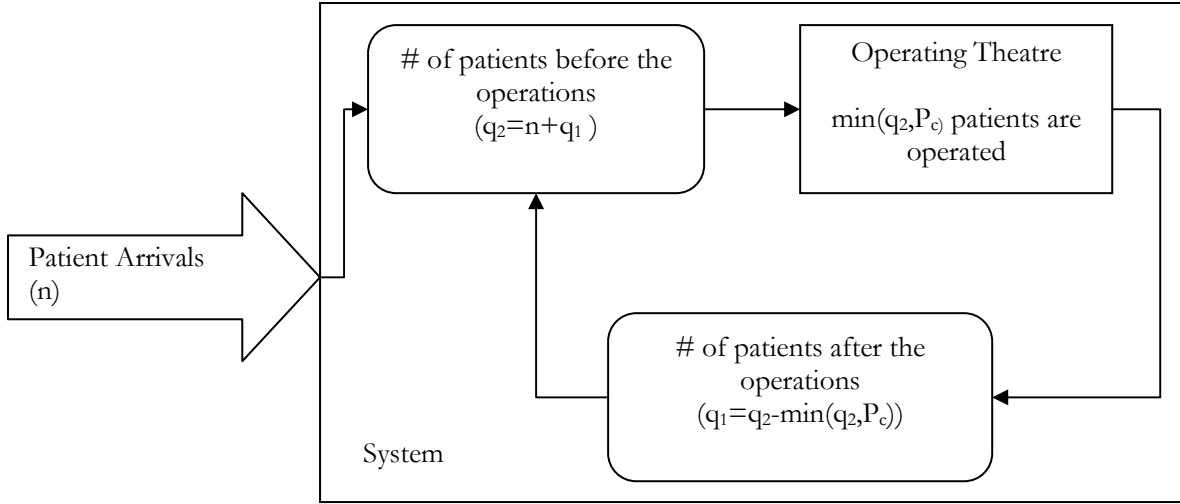 # of patients before the
operations
(q₂=n+q₁ )
Operating Theatre
min(q₂,P꜀) patients are
operated
Patient Arrivals
(n)
# of patients after the
operations
(q₁=q₂-min(q₂,P꜀))
System